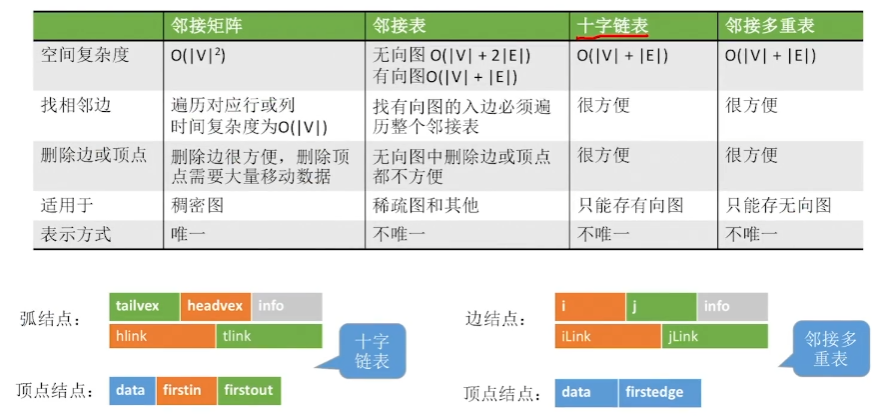 邻接矩阵 邻接表 十字链表 邻接多重表
空间复杂度 O(|V|²) 无向图 O(|V| + 2|E|) O(|V| + |E|) O(|V| + |E|)
有向图O(|V| + |E|)
找相邻边 遍历对应行或列 找有向图的入边必须遍 很方便 很方便
时间复杂度为O(|V|) 历整个邻接表
删除边或顶点 删除边很方便，删除顶 无向图中删除边或顶点 很方便 很方便
点需要大量移动数据 都不方便
适用于 稠密图 稀疏图和其他 只能存有向图 只能存无向图
表示方式 唯一 不唯一 不唯一 不唯一
弧结点： tailvex headvex info
hlink tlink
十字
链表
顶点结点： data firstin firstout
边结点： i j info
iLink jLink
邻接多
重表
顶点结点： data firstedge